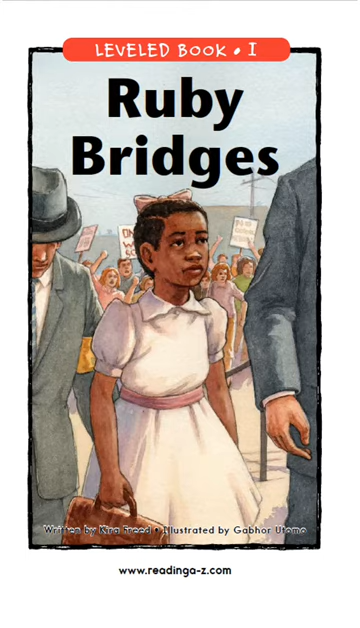 LEVELED BOOK • I
Ruby
Bridges
Written by Kira Freed • Illustrated by Gabhor Utomo
www.readinga-z.com